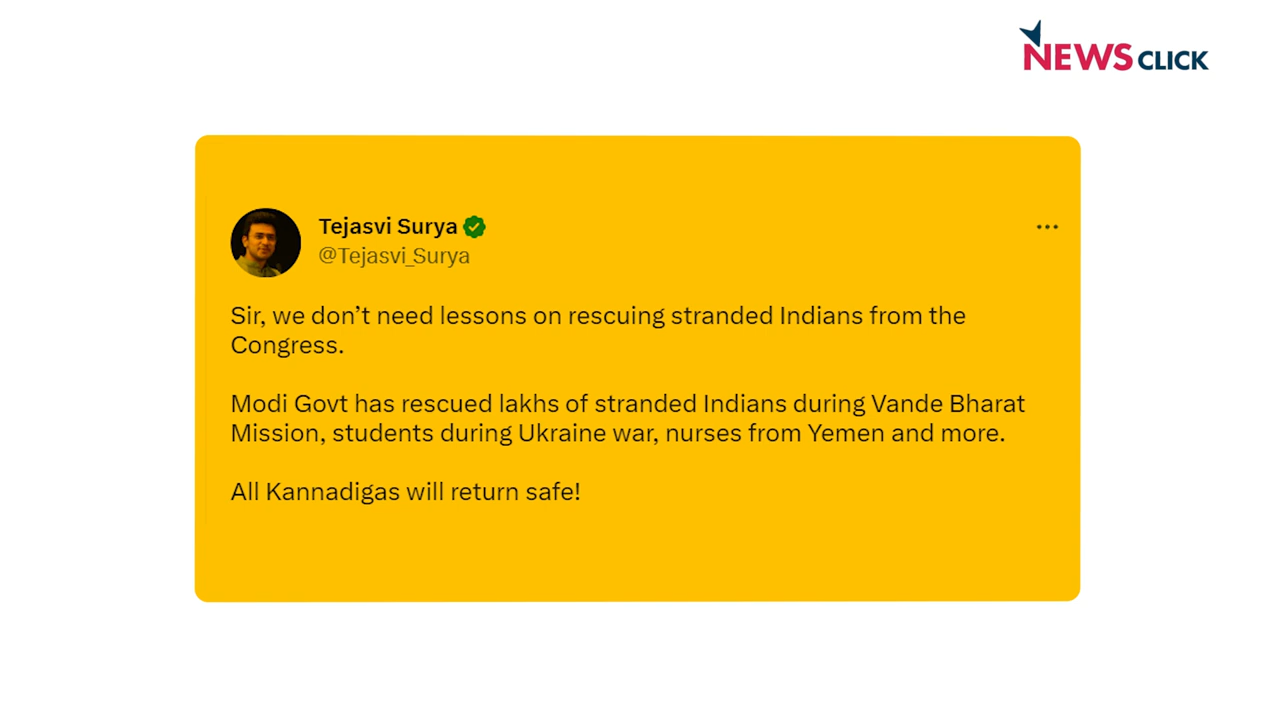 NEWS CLICK
Tejasvi Surya
@Tejasvi_Surya
Sir, we don’t need lessons on rescuing stranded Indians from the
Congress.
Modi Govt has rescued lakhs of stranded Indians during Vande Bharat
Mission, students during Ukraine war, nurses from Yemen and more.
All Kannadigas will return safe!